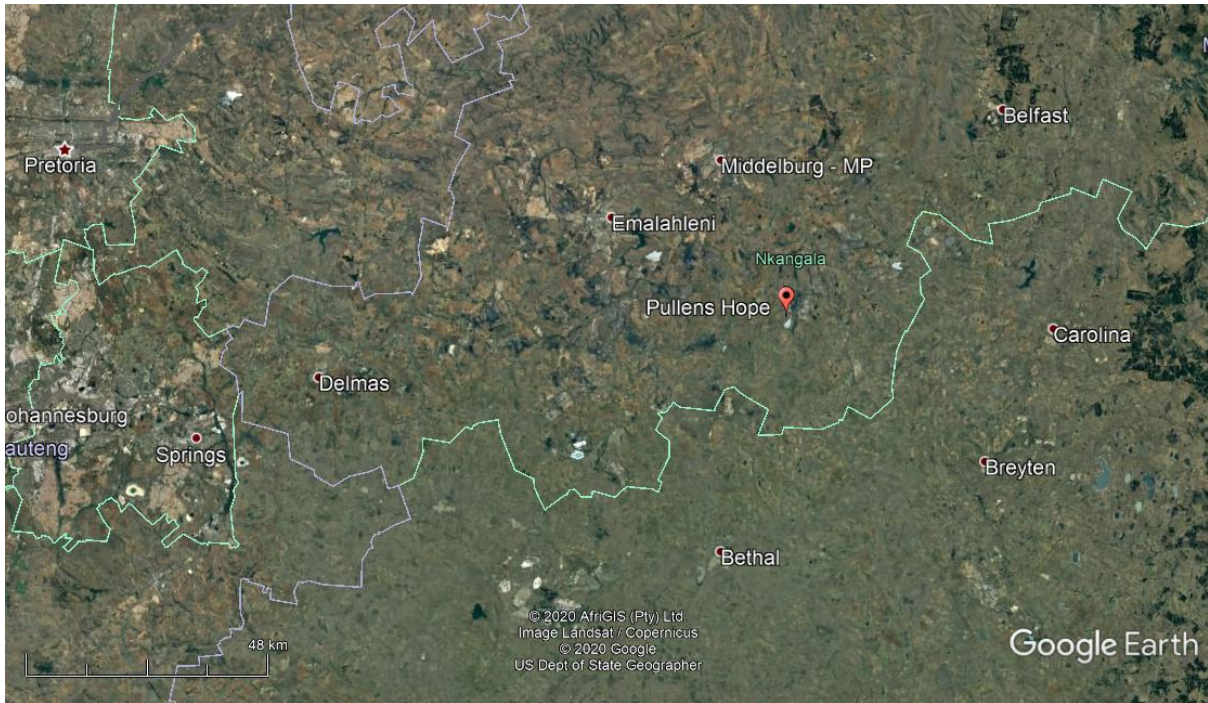 Belfast
Pretoria
Middelburg - MP
Emalahleni
Nkangala
Pullens Hope
Carolina
Delmas
ohannesburg
auteng
Springs
Breyten
Bethal
48 km
© 2020 AfriGIS (Pty) Ltd.
Image Landsat / Copernicus
© 2020 Google
US Dept of State Geographer
Google Earth